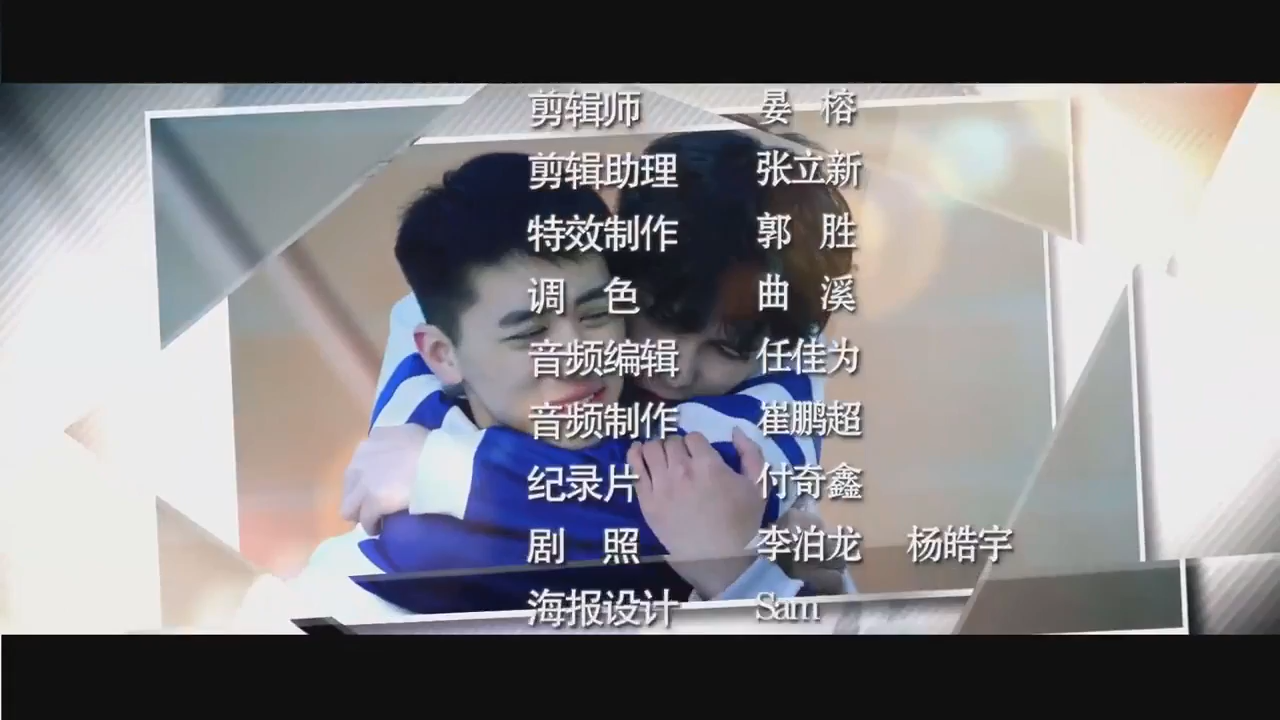 剪辑师 晏 榕
剪辑助理 张立新
特效制作 郭 胜
调 色 曲 溪
音频编辑 任佳为
音频制作 崔鹏超
纪录片 付奇鑫
剧 照 李泊龙 杨皓宇
海报设计 Sam